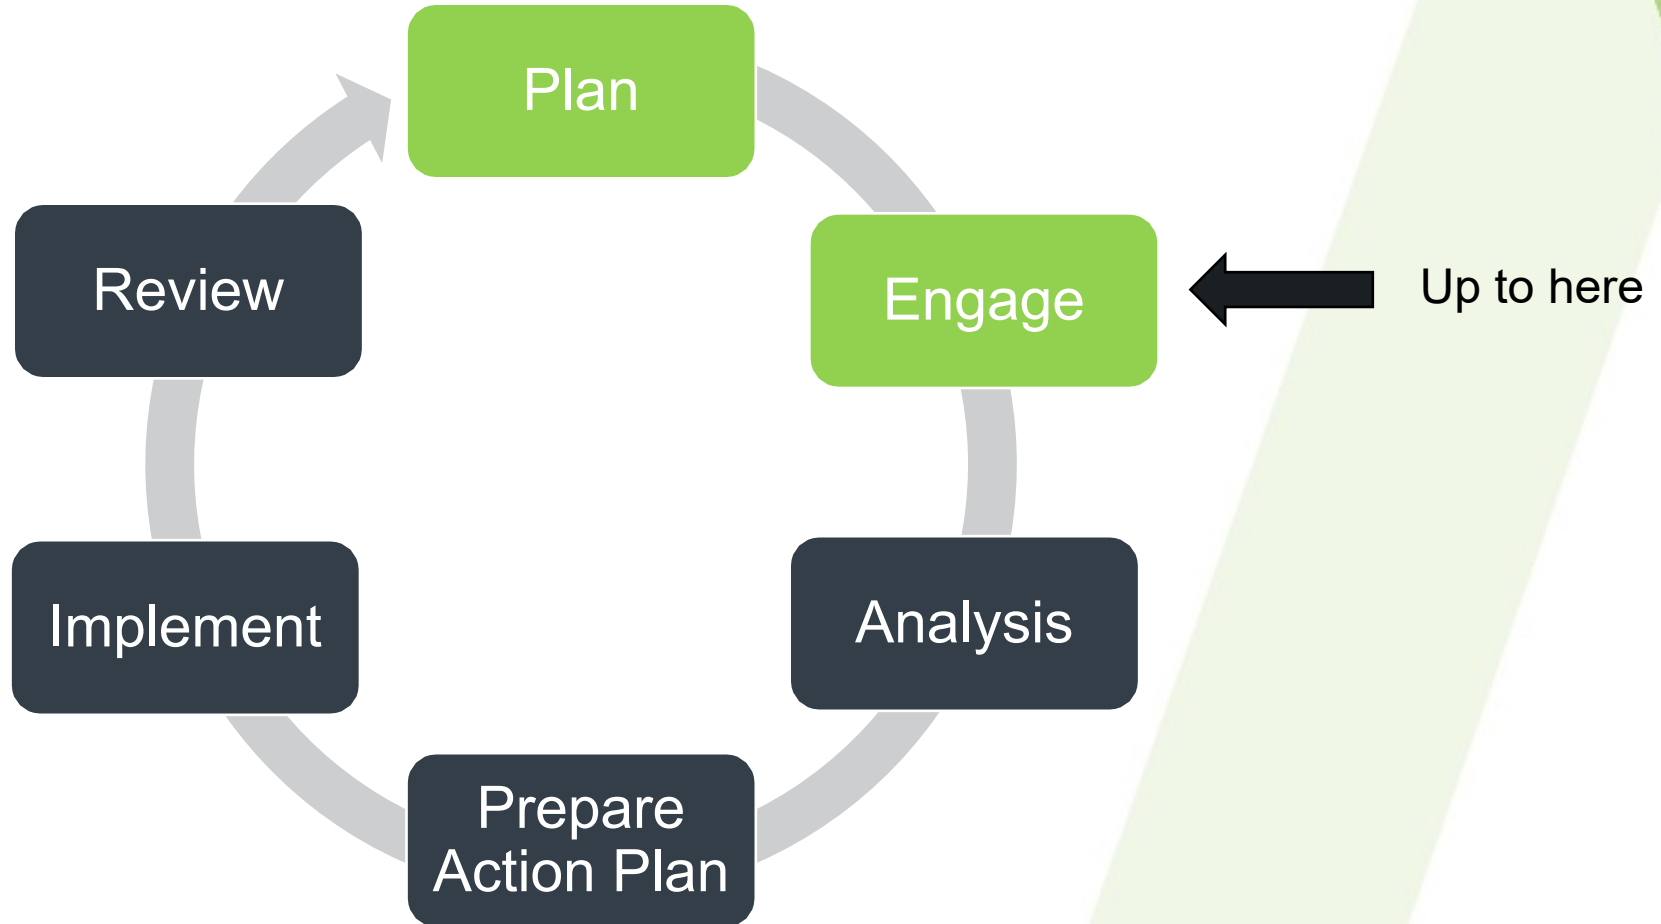 Plan
Engage
Up to here
Analysis
Prepare
Action Plan
Implement
Review